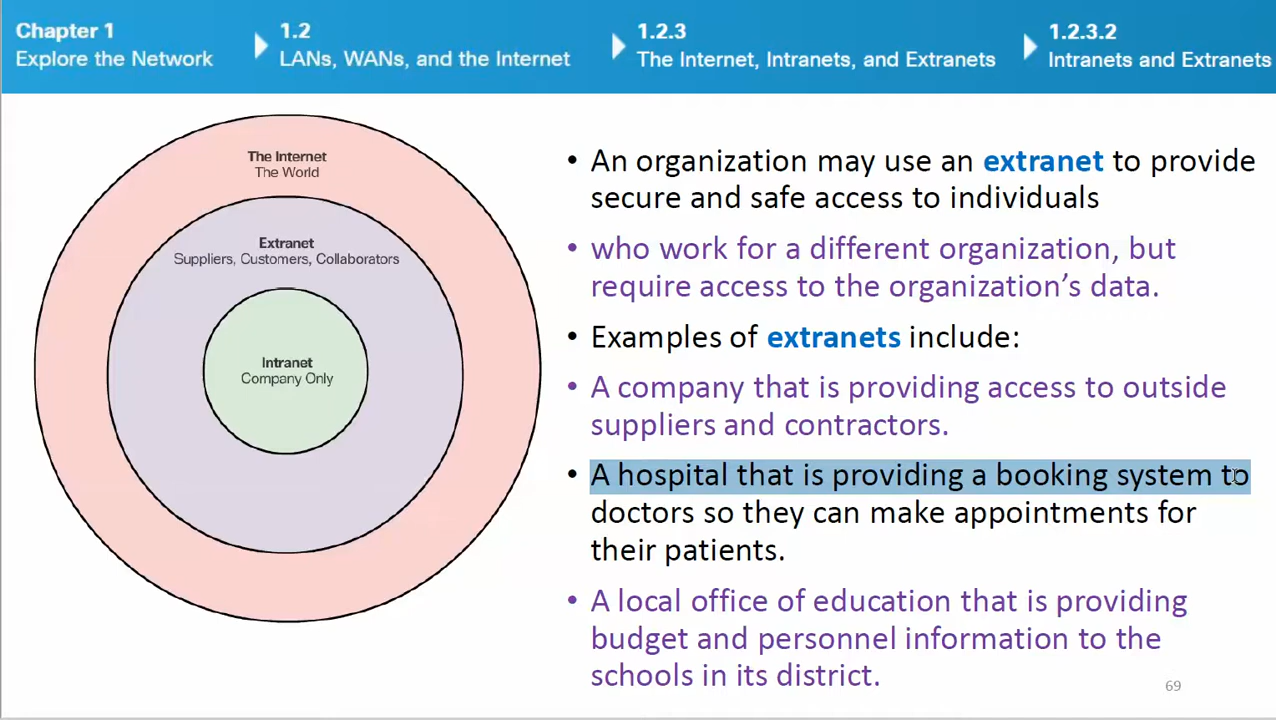 Chapter 1
Explore the Network
1.2
LANs, WANs, and the Internet
1.2.3
The Internet, Intranets, and Extranets
1.2.3.2
Intranets and Extranets
The Internet
The World
Extranet
Suppliers, Customers, Collaborators
Intranet
Company Only
• An organization may use an extranet to provide
secure and safe access to individuals
• who work for a different organization, but
require access to the organization’s data.
• Examples of extranets include:
• A company that is providing access to outside
suppliers and contractors.
• A hospital that is providing a booking system to
doctors so they can make appointments for
their patients.
• A local office of education that is providing
budget and personnel information to the
schools in its district.
69